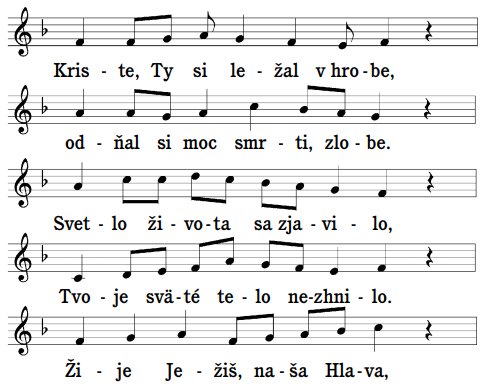 Kris - te, Ty si le - žal v hro - be,
od - ňal si moc smr - ti, zlo - be.
Svet - lo ži - vo - ta sa zja - vi - lo,
Tvo - je svä - té te - lo ne - zhni - lo.
Ži - je Je - žiš, na - ša Hla - va,